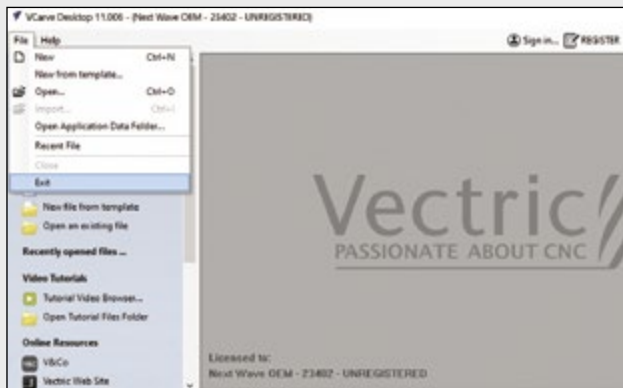 VCarve Desktop 11.006 - (Next Wave OEM - 23402 - UNREGISTERED)
File Help
Sign in... REGISTER
New Ctrl+N
New from template...
Open... Ctrl+O
Import... Ctrl+I
Open Application Data Folder...
Recent File
Close
Exit
New file from template
Open an existing file
Recently opened files ...
Video Tutorials
Tutorial Video Browser...
Open Tutorial Files Folder
Online Resources
V&Co
Vectric Web Site
Vectric
PASSIONATE ABOUT CNC
Licensed to:
Next Wave OEM - 23402 - UNREGISTERED